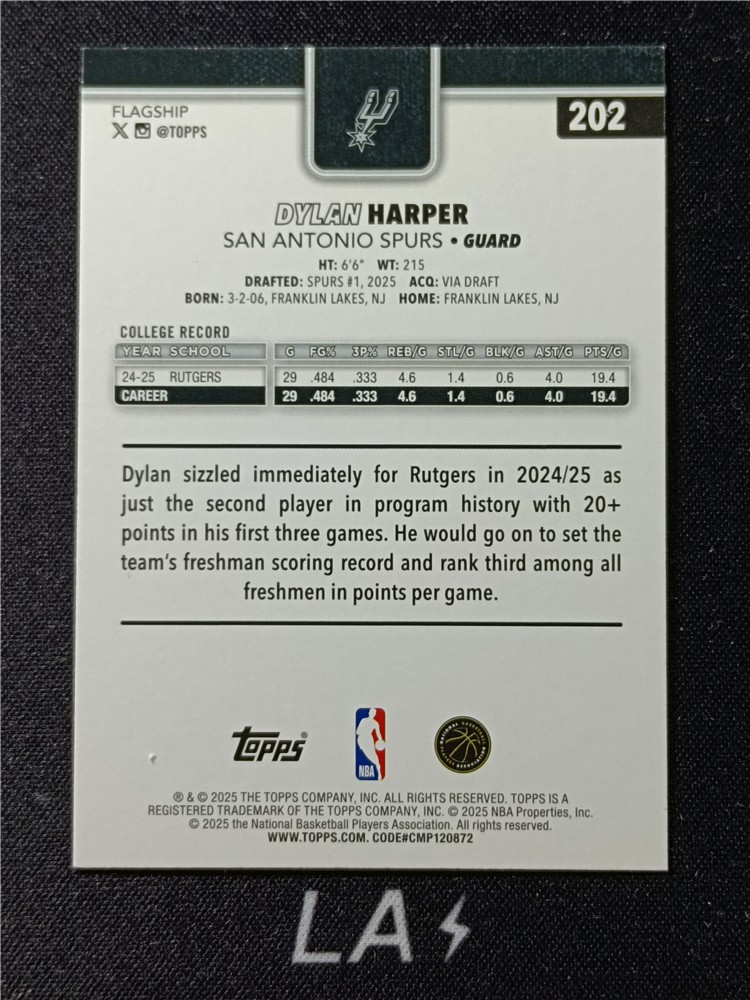 FLAGSHIP
@TOPPS
202
DYLAN HARPER
SAN ANTONIO SPURS • GUARD
HT: 6'6" WT: 215
DRAFTED: SPURS #1, 2025 ACQ: VIA DRAFT
BORN: 3-2-06, FRANKLIN LAKES, NJ HOME: FRANKLIN LAKES, NJ
COLLEGE RECORD
YEAR SCHOOL G FG% 3P% REB/G STL/G BLK/G AST/G PTS/G
24-25 RUTGERS 29 .484 .333 4.6 1.4 0.6 4.0 19.4
CAREER 29 .484 .333 4.6 1.4 0.6 4.0 19.4
Dylan sizzled immediately for Rutgers in 2024/25 as
just the second player in program history with 20+
points in his first three games. He would go on to set the
team's freshman scoring record and rank third among all
freshmen in points per game.
Topps®
NBA
® & © 2025 THE TOPPS COMPANY, INC. ALL RIGHTS RESERVED. TOPPS IS A
REGISTERED TRADEMARK OF THE TOPPS COMPANY, INC. © 2025 NBA Properties, Inc.
© 2025 the National Basketball Players Association. All rights reserved.
WWW.TOPPS.COM. CODE#CMP120872
LA